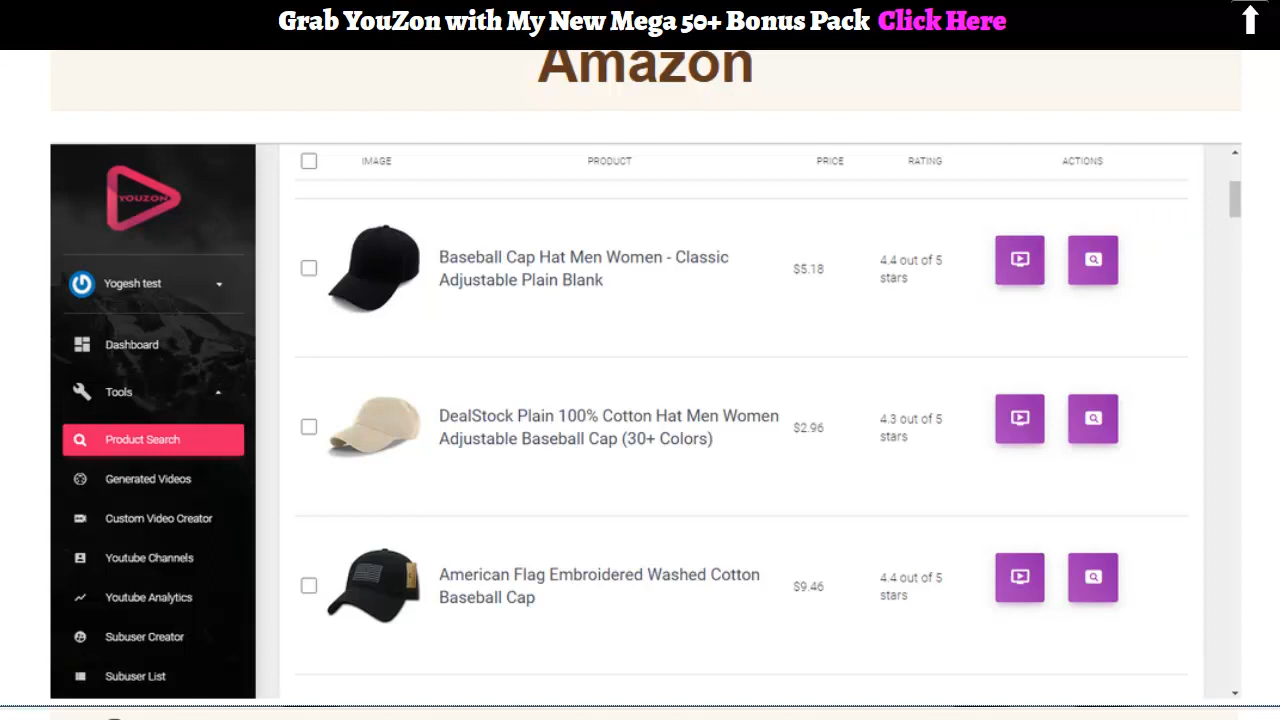 Grab YouZon with My New Mega 50+ Bonus Pack Click Here
Amazon
YOUZON
Yogesh test
Dashboard
Tools
Product Search
Generated Videos
Custom Video Creator
Youtube Channels
Youtube Analytics
Subuser Creator
Subuser List
IMAGE PRODUCT PRICE RATING ACTIONS
Baseball Cap Hat Men Women - Classic
Adjustable Plain Blank
$5.18
4.4 out of 5
stars
DealStock Plain 100% Cotton Hat Men Women
Adjustable Baseball Cap (30+ Colors)
$2.96
4.3 out of 5
stars
American Flag Embroidered Washed Cotton
Baseball Cap
$9.46
4.4 out of 5
stars